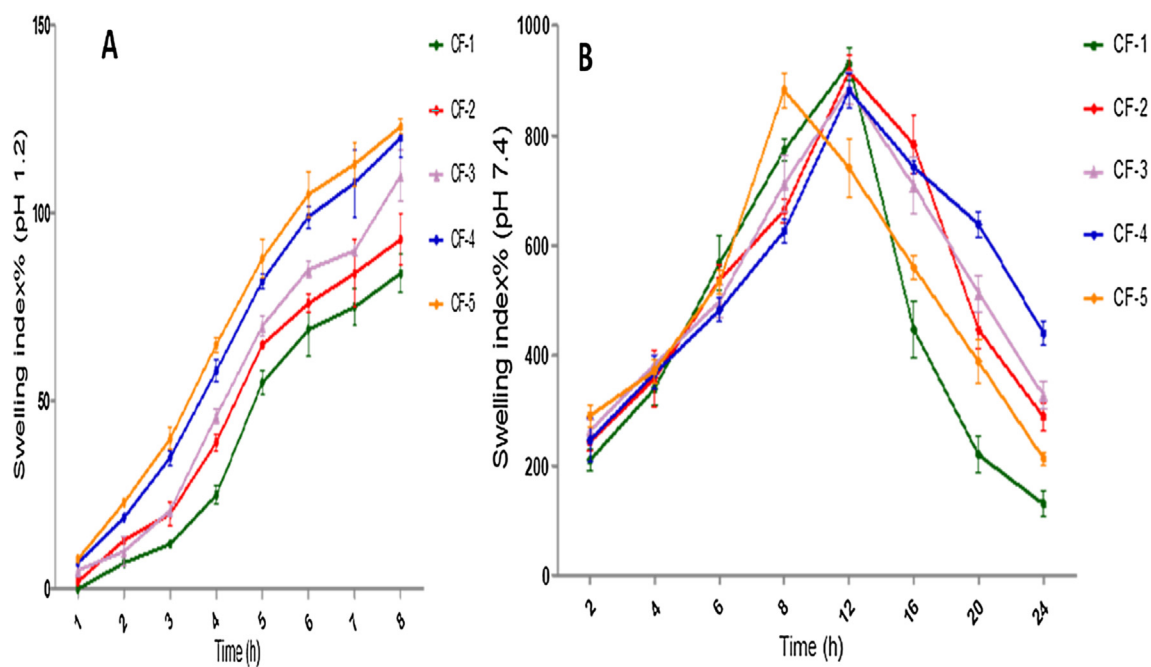 A
Swelling index% (pH 1.2)
150
100
50
0
1 2 3 4 5 6 7 8
Time (h)
CF-1
CF-2
CF-3
CF-4
CF-5
B
Swelling index% (pH 7.4)
1000
800
600
400
200
0
2 4 6 8 12 16 20 24
Time (h)
CF-1
CF-2
CF-3
CF-4
CF-5